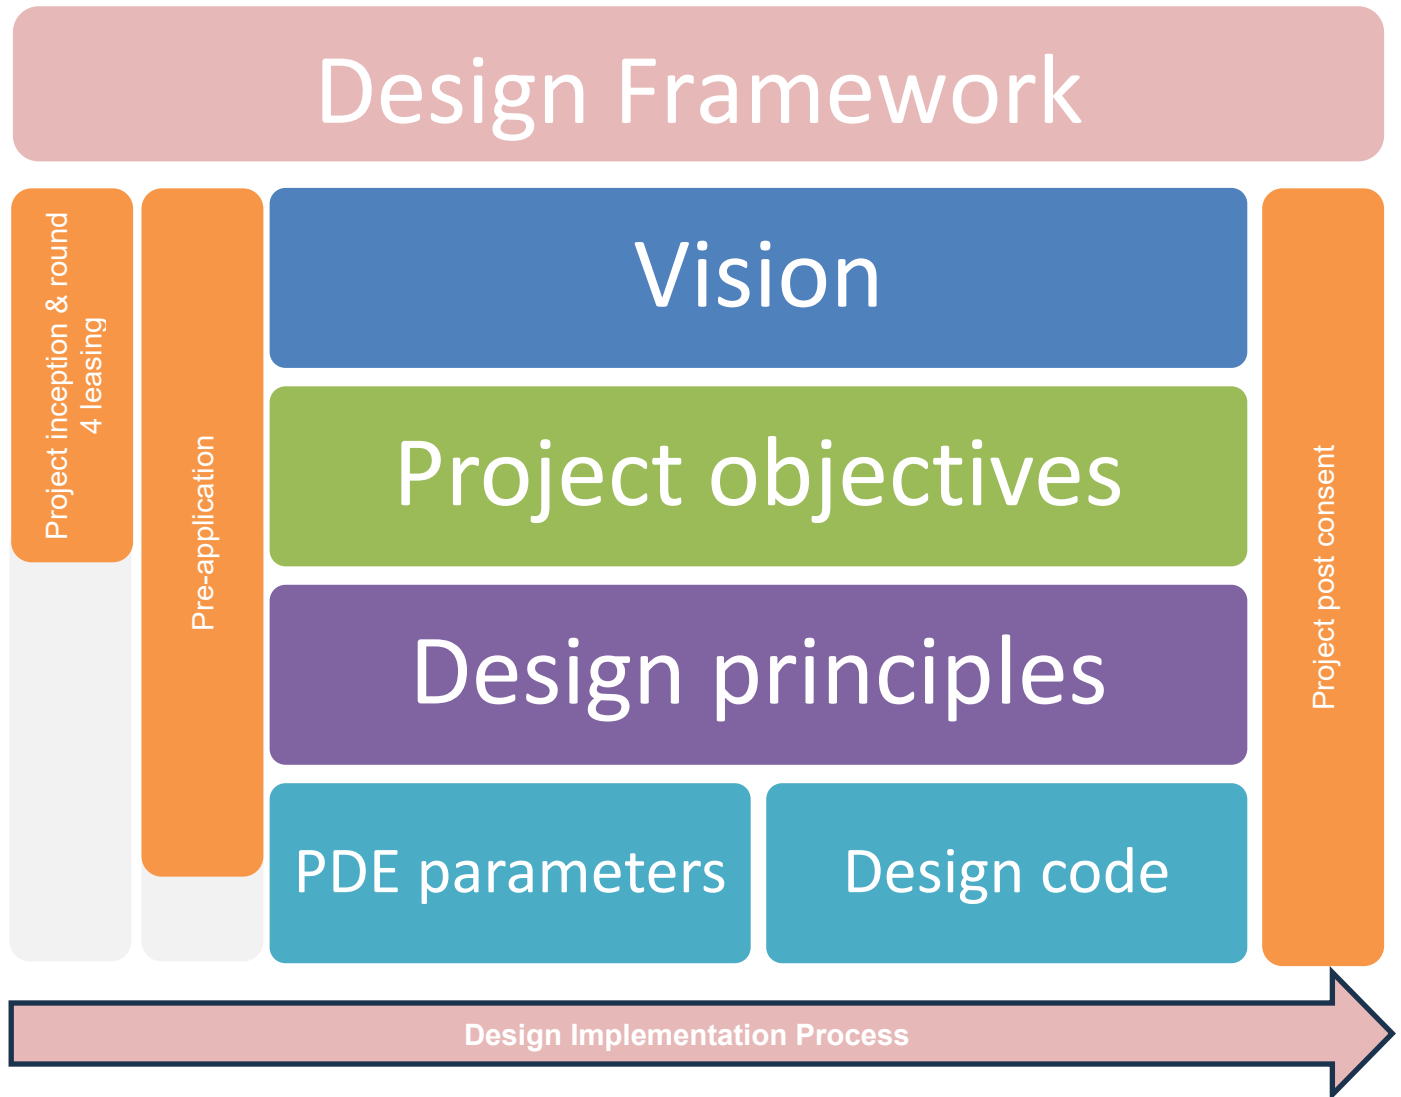 Design Framework
Project inception & round
4 leasing
Pre-application
Vision
Project objectives
Design principles
PDE parameters
Design code
Project post consent
Design Implementation Process